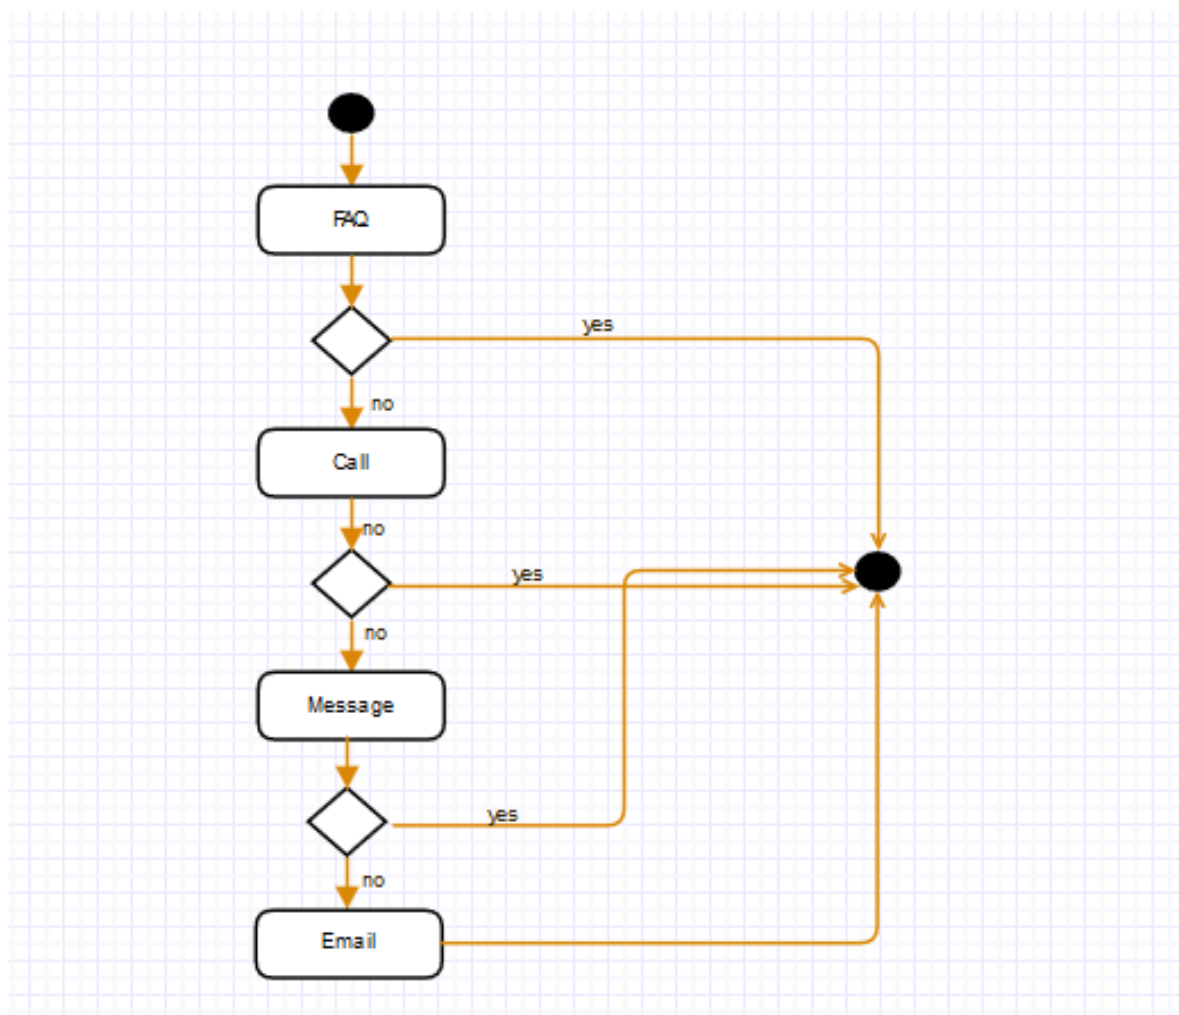 FAQ
yes
no
Call
no
yes
no
Message
yes
no
Email